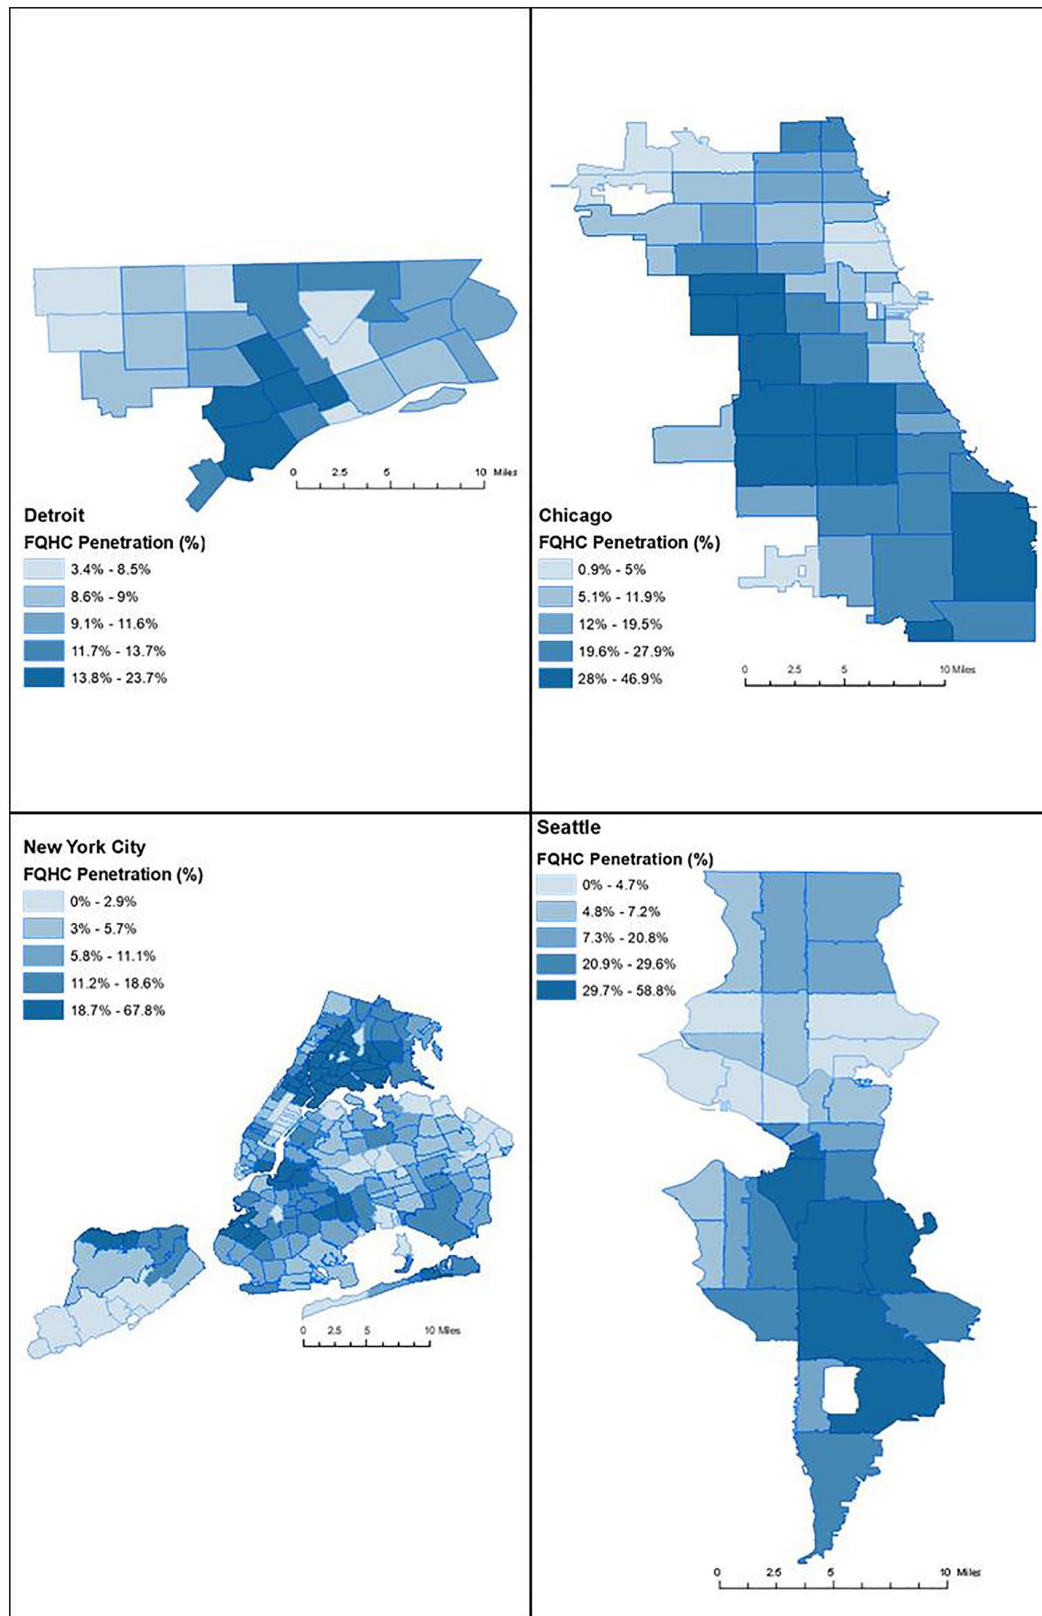 0 2.5 5 10 Miles
Detroit
FQHC Penetration (%)
3.4% - 8.5%
8.6% - 9%
9.1% - 11.6%
11.7% - 13.7%
13.8% - 23.7%
Chicago
FQHC Penetration (%)
0.9% - 5%
5.1% - 11.9%
12% - 19.5%
19.6% - 27.9%
28% - 46.9%
0 2.5 5 10 Miles
New York City
FQHC Penetration (%)
0% - 2.9%
3% - 5.7%
5.8% - 11.1%
11.2% - 18.6%
18.7% - 67.8%
0 2.5 5 10 Miles
Seattle
FQHC Penetration (%)
0% - 4.7%
4.8% - 7.2%
7.3% - 20.8%
20.9% - 29.6%
29.7% - 58.8%
0 2.5 5 10 Miles